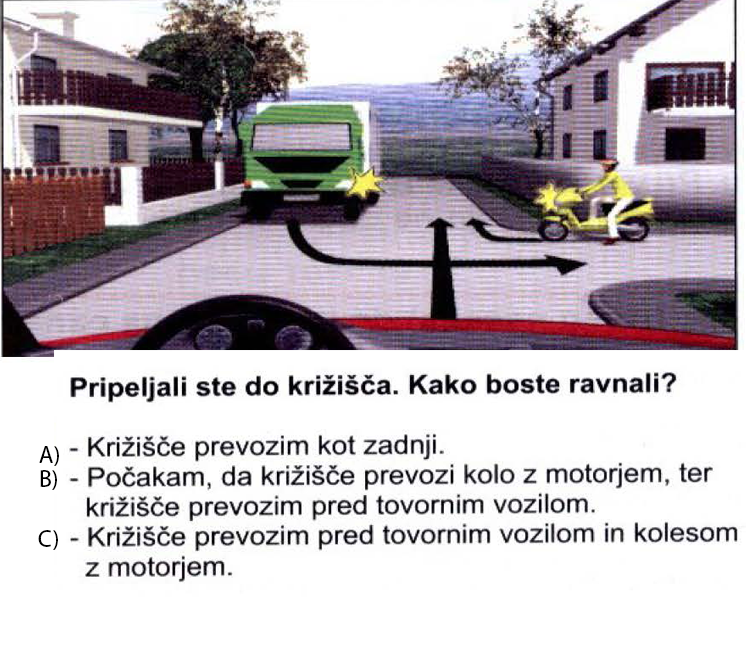 Pripeljali ste do križišča. Kako boste ravnali?
A) - Križišče prevozim kot zadnji.
B) - Počakam, da križišče prevozi kolo z motorjem, ter
križišče prevozim pred tovornim vozilom.
C) - Križišče prevozim pred tovornim vozilom in kolesom
z motorjem.